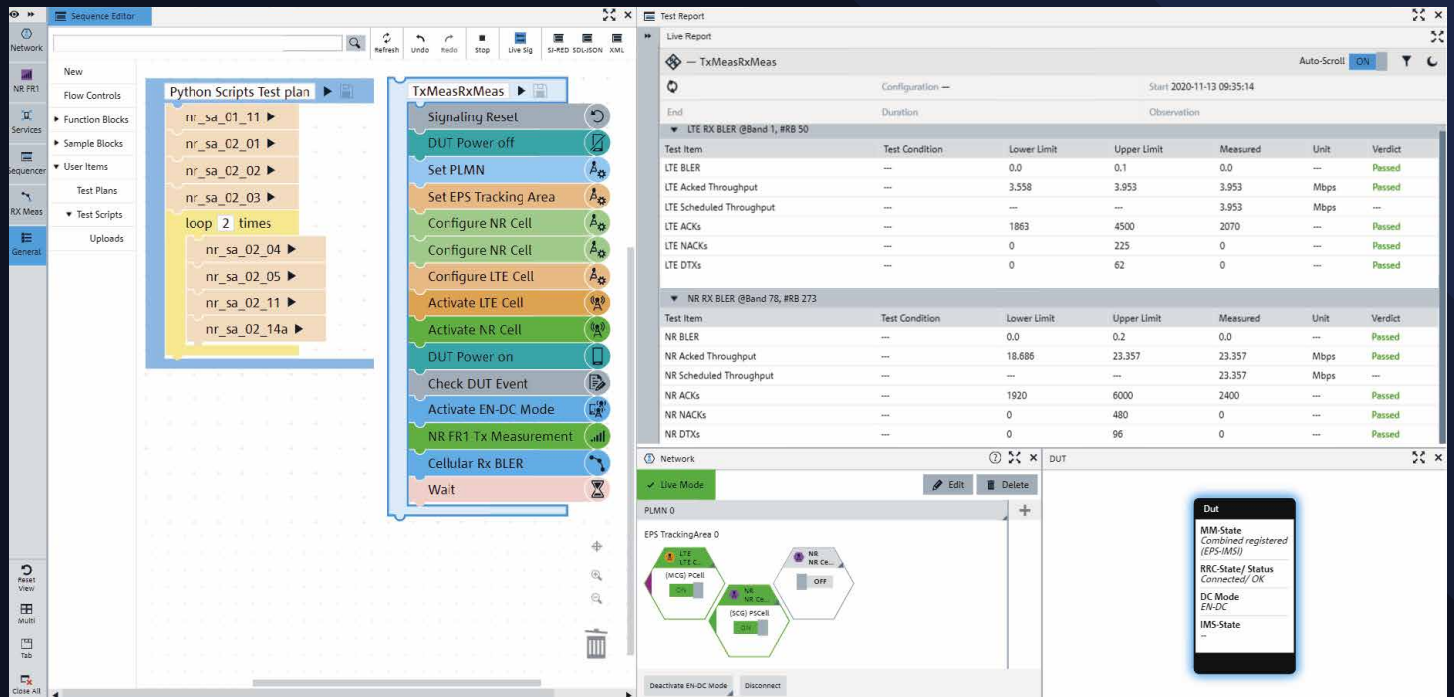 Network
NR FR1
Services
Sequencer
RX Meas
General
Reset View
Multi
Tab
Close All
Sequence Editor
Refresh
Undo
Redo
Stop
Live Sig
SJ-RED
SDL-JSON
XML
New
Flow Controls
Function Blocks
Sample Blocks
User Items
Test Plans
Test Scripts
Uploads
Python Scripts Test plan
nr_sa_01_11
nr_sa_02_01
nr_sa_02_02
nr_sa_02_03
loop 2 times
nr_sa_02_04
nr_sa_02_05
nr_sa_02_11
nr_sa_02_14a
TxMeasRxMeas
Signaling Reset
DUT Power off
Set PLMN
Set EPS Tracking Area
Configure NR Cell
Configure NR Cell
Configure LTE Cell
Activate LTE Cell
Activate NR Cell
DUT Power on
Check DUT Event
Activate EN-DC Mode
NR FR1 Tx Measurement
Cellular Rx BLER
Wait
Test Report
Live Report
— TxMeasRxMeas Auto-Scroll ON
Configuration — Start 2020-11-13 09:35:14
End Duration Observation
LTE RX BLER @Band 1, #RB 50
Test Item Test Condition Lower Limit Upper Limit Measured Unit Verdict
LTE BLER --- 0.0 0.1 0.0 --- Passed
LTE Acked Throughput --- 3.558 3.953 3.953 Mbps Passed
LTE Scheduled Throughput --- --- --- 3.953 Mbps ---
LTE ACKs --- 1863 4500 2070 --- Passed
LTE NACKs --- 0 225 0 --- Passed
LTE DTXs --- 0 62 0 --- Passed
NR RX BLER @Band 78, #RB 273
Test Item Test Condition Lower Limit Upper Limit Measured Unit Verdict
NR BLER --- 0.0 0.2 0.0 --- Passed
NR Acked Throughput --- 18.686 23.357 23.357 Mbps Passed
NR Scheduled Throughput --- --- --- 23.357 Mbps ---
NR ACKs --- 1920 6000 2400 --- Passed
NR NACKs --- 0 480 0 --- Passed
NR DTXs --- 0 96 0 --- Passed
Network
Live Mode
Edit
Delete
PLMN 0
EPS TrackingArea 0
LTE
LTE C...
(MCG) PCell
ON
NR
NR Ce...
(SCG) PSCell
ON
NR
NR Ce...
OFF
Deactivate EN-DC Mode
Disconnect
DUT
Dut
MM-State
Combined registered
(EPS-IMSI)
RRC-State/ Status
Connected/ OK
DC Mode
EN-DC
IMS-State
--